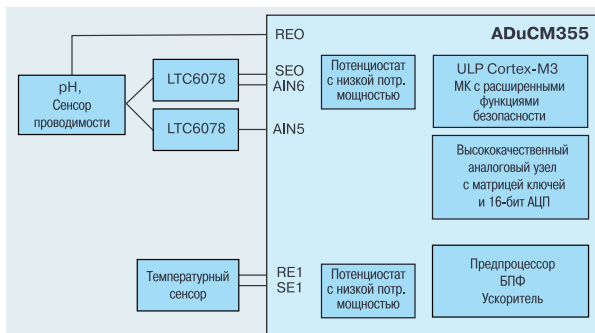 ADuCM355
REO
pH,
Сенсор
проводимости
LTC6078
SEO
AIN6
LTC6078
AIN5
Потенциостат
с низкой потр.
мощностью
ULP Cortex-M3
МК с расширенными
функциями
безопасности
Высококачественный
аналоговый узел
с матрицей ключей
и 16-бит АЦП
Температурный
сенсор
RE1
SE1
Потенциостат
с низкой потр.
мощностью
Предпроцессор
БПФ
Ускоритель